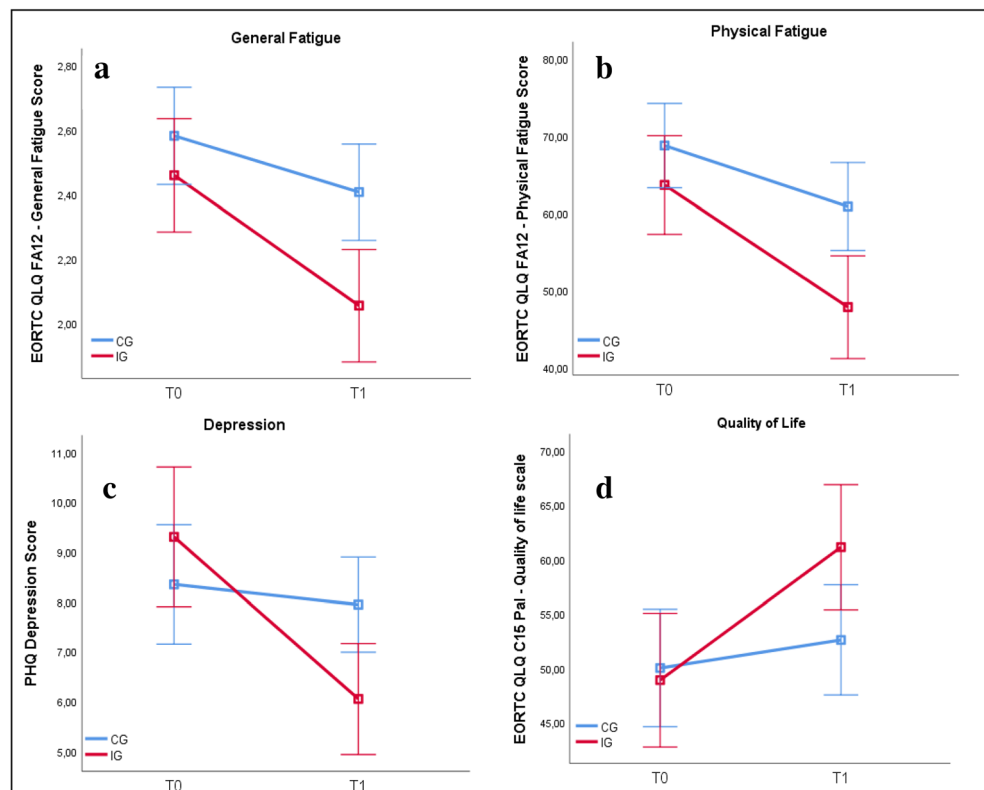 General Fatigue
a
EORTC QLQ FA12 - General Fatigue Score
2,80
2,60
2,40
2,20
2,00
CG
IG
T0
T1
Physical Fatigue
b
EORTC QLQ FA12 - Physical Fatigue Score
80,00
70,00
60,00
50,00
40,00
CG
IG
T0
T1
Depression
c
PHQ Depression Score
11,00
10,00
9,00
8,00
7,00
6,00
5,00
CG
IG
T0
T1
Quality of Life
d
EORTC QLQ C15 Pal - Quality of life scale
70,00
65,00
60,00
55,00
50,00
45,00
CG
IG
T0
T1